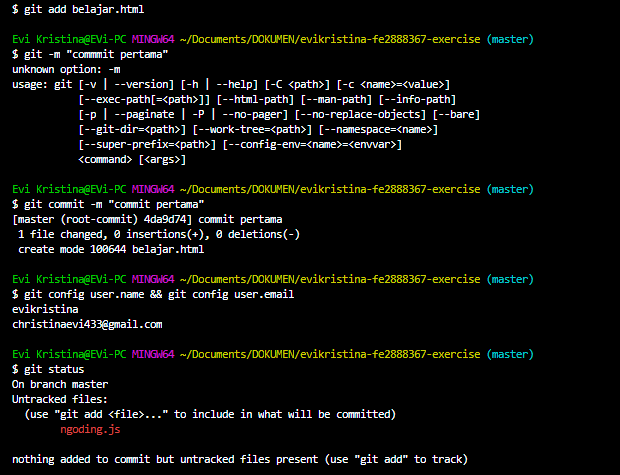 $ git add belajar.html
Evi Kristina@EVi-PC MINGW64 ~/Documents/DOKUMEN/evikristina-fe2888367-exercise (master)
$ git -m "commmit pertama"
unknown option: -m
usage: git [-v | --version] [-h | --help] [-C <path>] [-c <name>=<value>]
[--exec-path[=<path>]] [--html-path] [--man-path] [--info-path]
[-p | --paginate | -P | --no-pager] [--no-replace-objects] [--bare]
[--git-dir=<path>] [--work-tree=<path>] [--namespace=<name>]
[--super-prefix=<path>] [--config-env=<name>=<envvar>]
<command> [<args>]
Evi Kristina@EVi-PC MINGW64 ~/Documents/DOKUMEN/evikristina-fe2888367-exercise (master)
$ git commit -m "commit pertama"
[master (root-commit) 4da9d74] commit pertama
1 file changed, 0 insertions(+), 0 deletions(-)
create mode 100644 belajar.html
Evi Kristina@EVi-PC MINGW64 ~/Documents/DOKUMEN/evikristina-fe2888367-exercise (master)
$ git config user.name && git config user.email
evikristina
christinaevi433@gmail.com
Evi Kristina@EVi-PC MINGW64 ~/Documents/DOKUMEN/evikristina-fe2888367-exercise (master)
$ git status
On branch master
Untracked files:
(use "git add <file>..." to include in what will be committed)
ngoding.js
nothing added to commit but untracked files present (use "git add" to track)